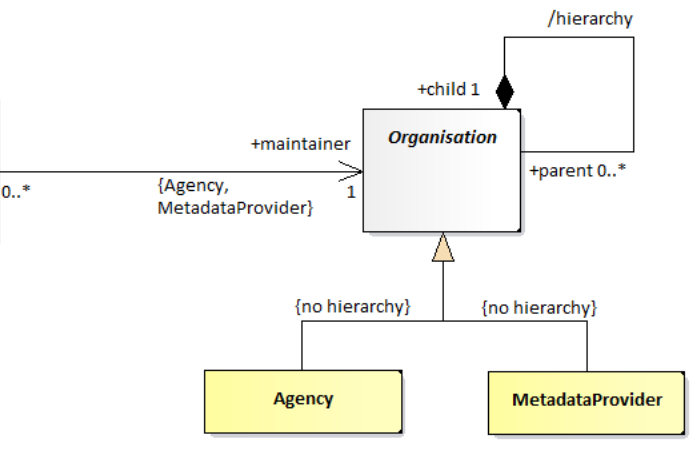 /hierarchy
+child 1
Organisation
+maintainer
+parent 0..*
0..*
{Agency,
1
MetadataProvider}
{no hierarchy}
{no hierarchy}
Agency
MetadataProvider